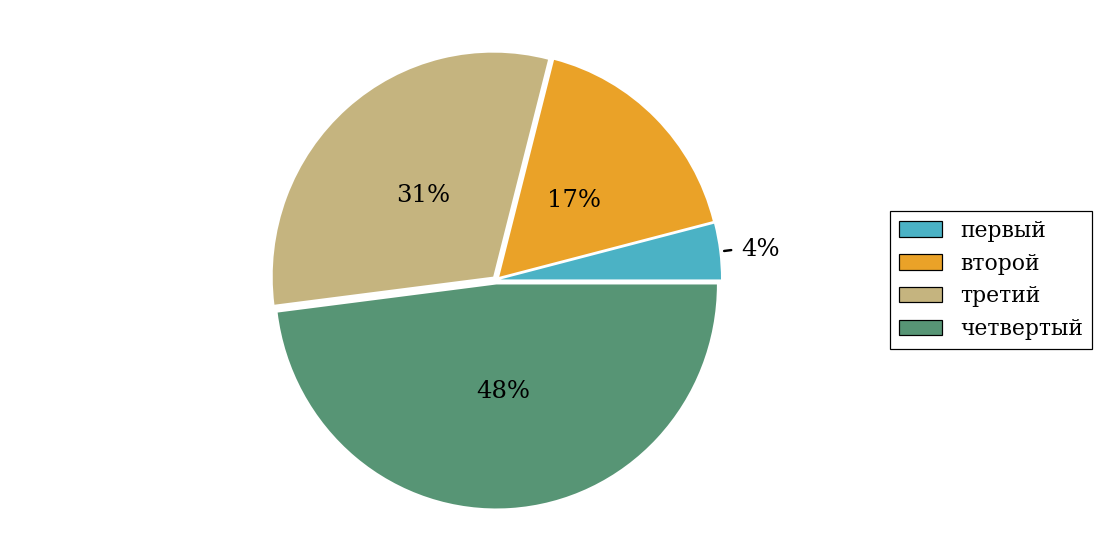 31%
17%
4%
48%
первый
второй
третий
четвертый